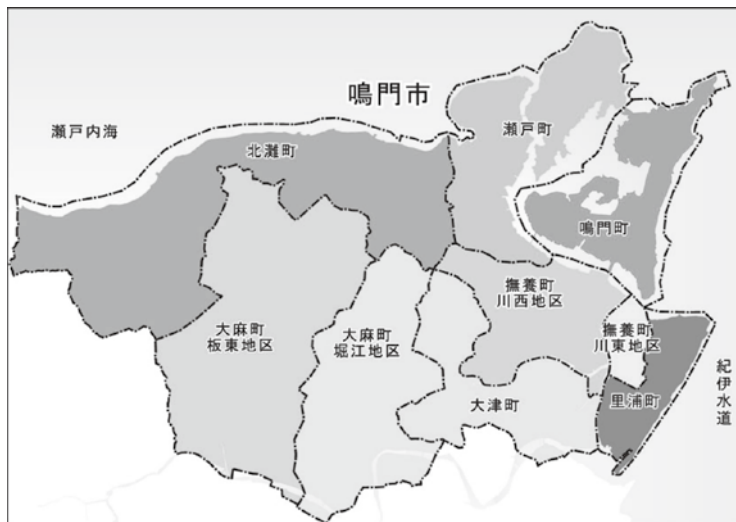 鳴門市
瀬戸内海
瀬戸町
北灘町
鳴門町
撫養町
川西地区
大麻町
板東地区
大麻町
堀江地区
撫養町
川東地区
大津町
里浦町
紀伊水道